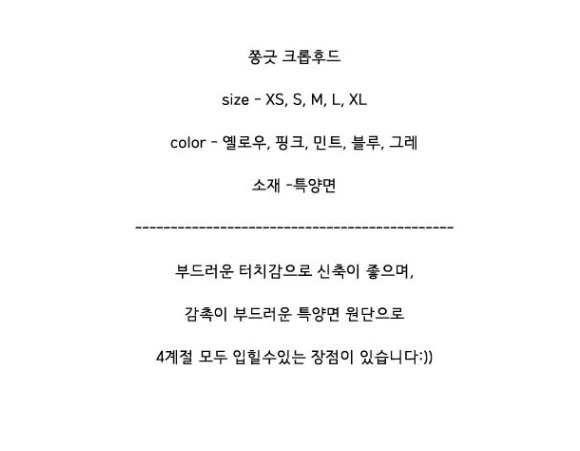 쫑긋 크롭후드
size - XS, S, M, L, XL
color - 옐로우, 핑크, 민트, 블루, 그레
소재 -특양면
---------------------------------------------
부드러운 터치감으로 신축이 좋으며,
감촉이 부드러운 특양면 원단으로
4계절 모두 입힐수있는 장점이 있습니다:))